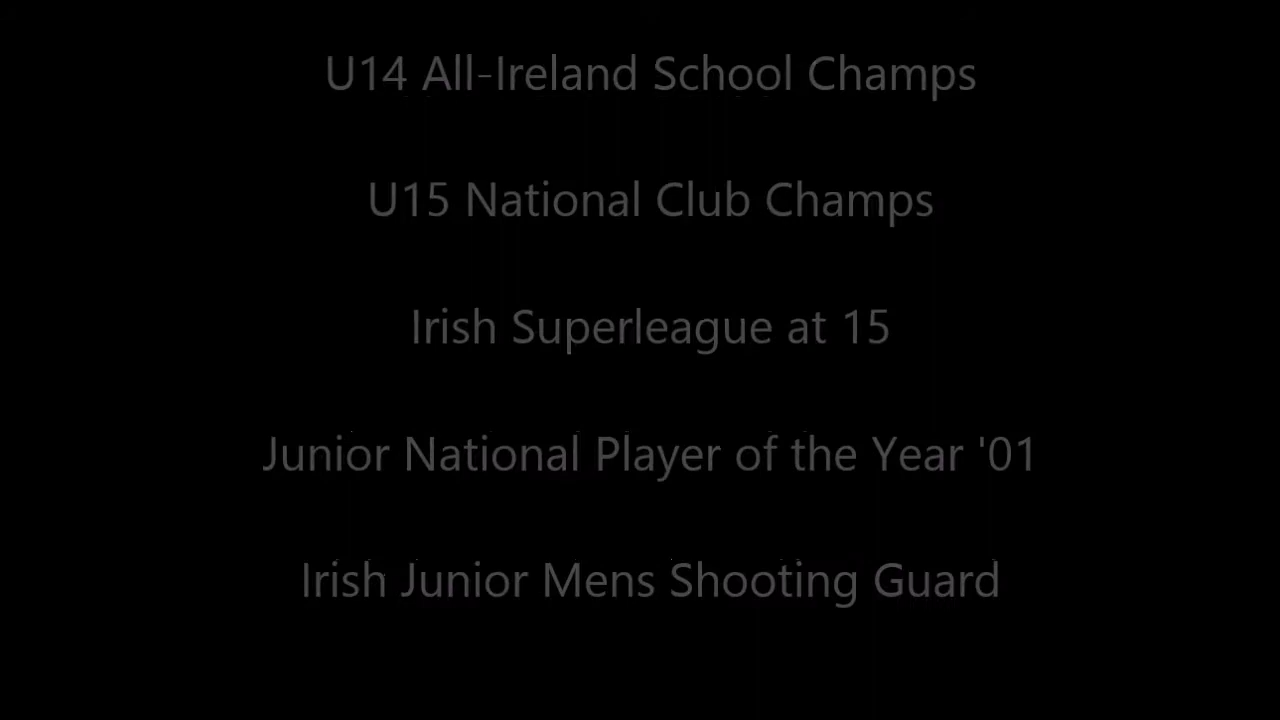 U14 All-Ireland School Champs
U15 National Club Champs
Irish Superleague at 15
Junior National Player of the Year '01
Irish Junior Mens Shooting Guard